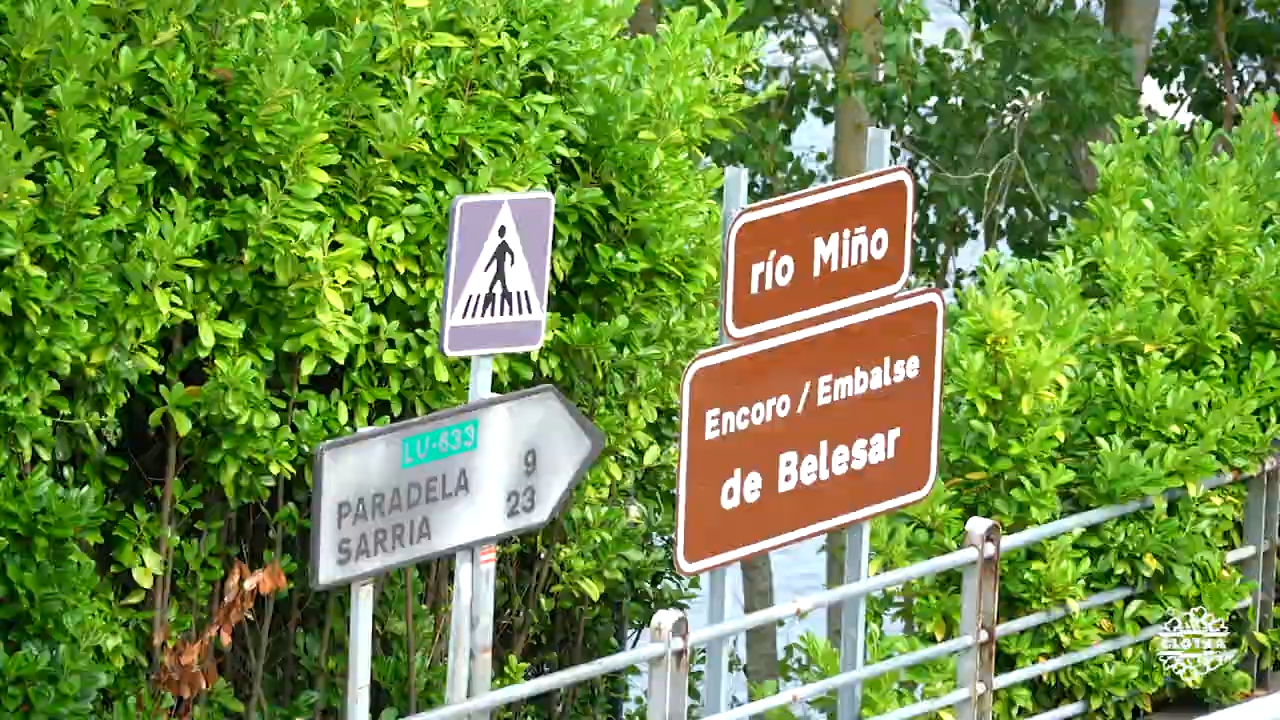 LU-633
PARADELA 9
SARRIA 23
río Miño
Encoro / Embalse
de Belesar